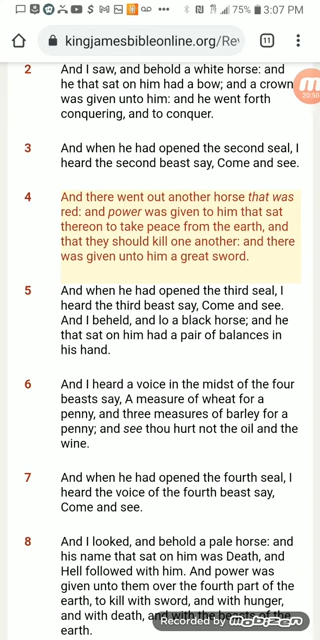 75% 3:07 PM
kingjamesbibleonline.org/Rev
11
20:50
2 And I saw, and behold a white horse: and
he that sat on him had a bow; and a crown
was given unto him: and he went forth
conquering, and to conquer.
3 And when he had opened the second seal, I
heard the second beast say, Come and see.
4 And there went out another horse that was
red: and power was given to him that sat
thereon to take peace from the earth, and
that they should kill one another: and there
was given unto him a great sword.
5 And when he had opened the third seal, I
heard the third beast say, Come and see.
And I beheld, and lo a black horse; and he
that sat on him had a pair of balances in
his hand.
6 And I heard a voice in the midst of the four
beasts say, A measure of wheat for a
penny, and three measures of barley for a
penny; and see thou hurt not the oil and the
wine.
7 And when he had opened the fourth seal, I
heard the voice of the fourth beast say,
Come and see.
8 And I looked, and behold a pale horse: and
his name that sat on him was Death, and
Hell followed with him. And power was
given unto them over the fourth part of the
earth, to kill with sword, and with hunger,
and with death, and with the beasts of the
earth.
Recorded by mobizen